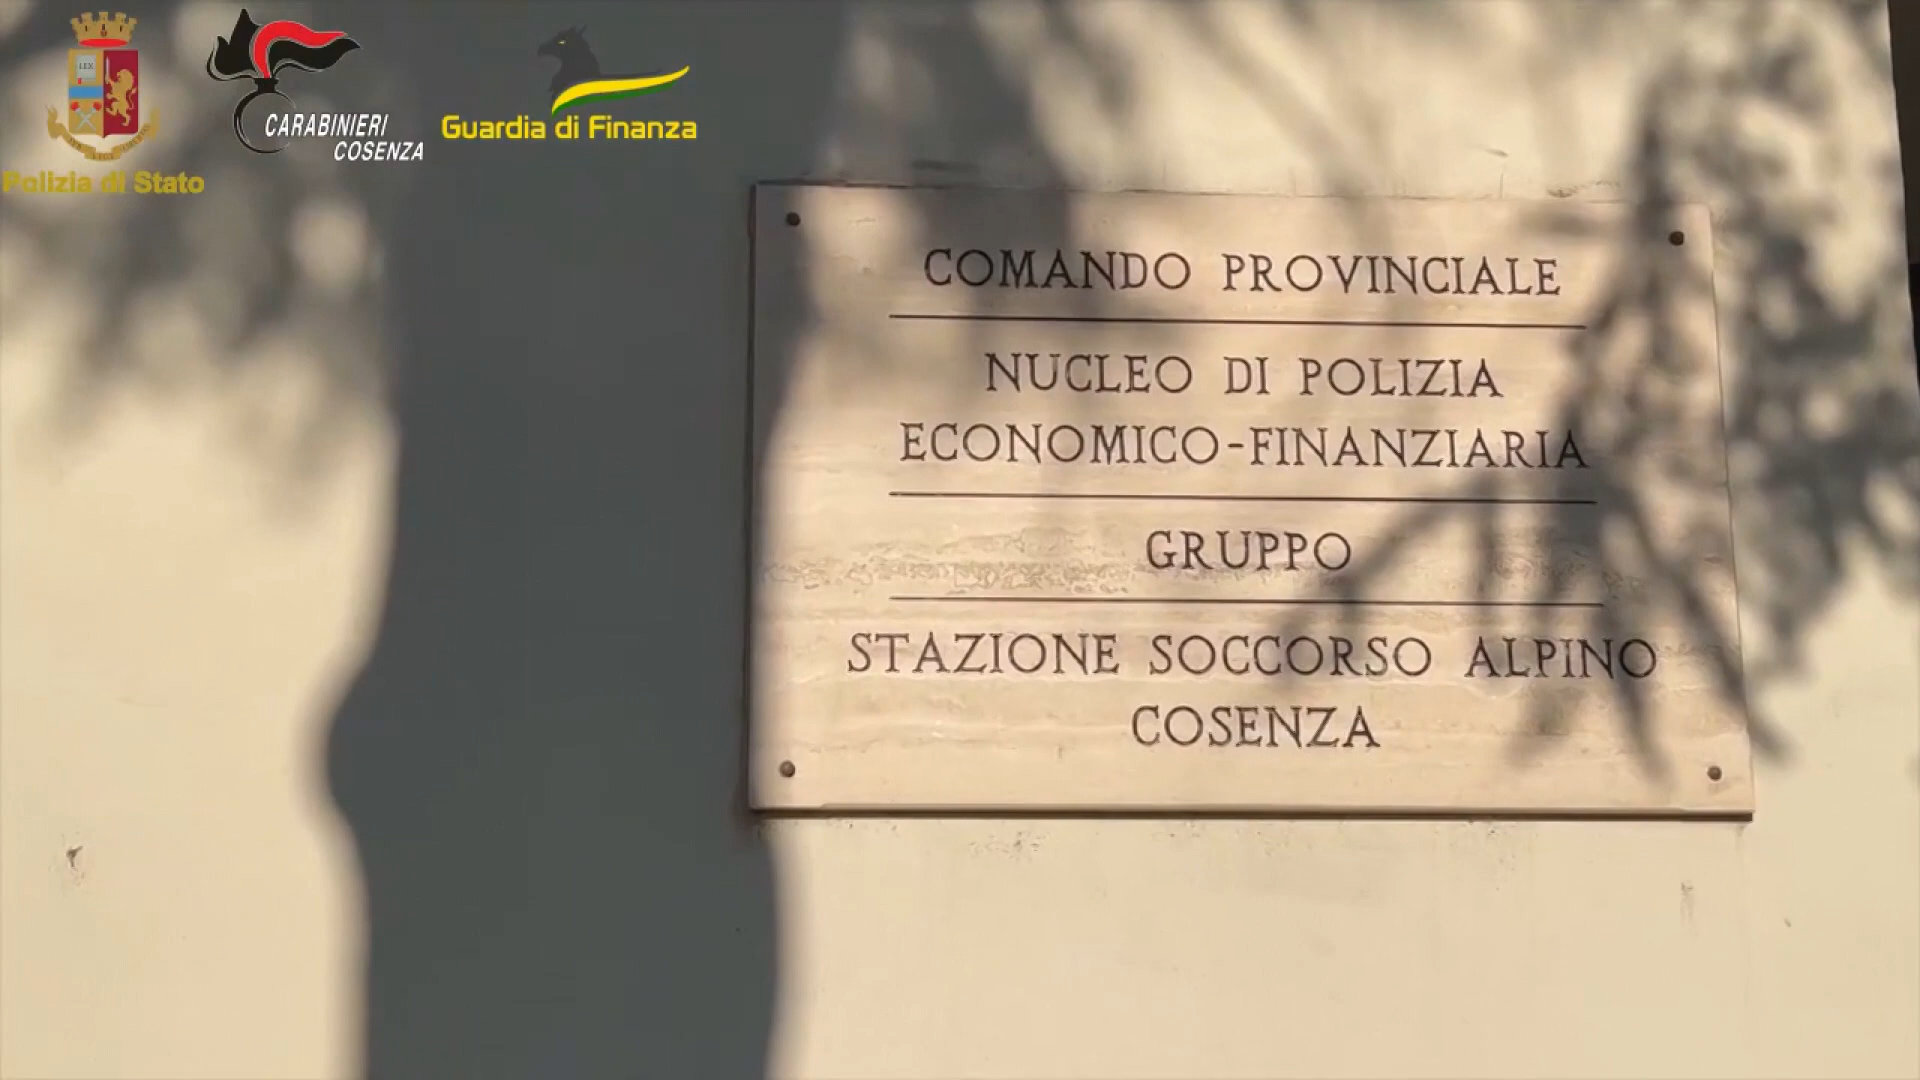 LEX
Polizia di Stato
CARABINIERI
COSENZA
Guardia di Finanza
COMANDO PROVINCIALE
NUCLEO DI POLIZIA
ECONOMICO-FINANZIARIA
GRUPPO
STAZIONE SOCCORSO ALPINO
COSENZA